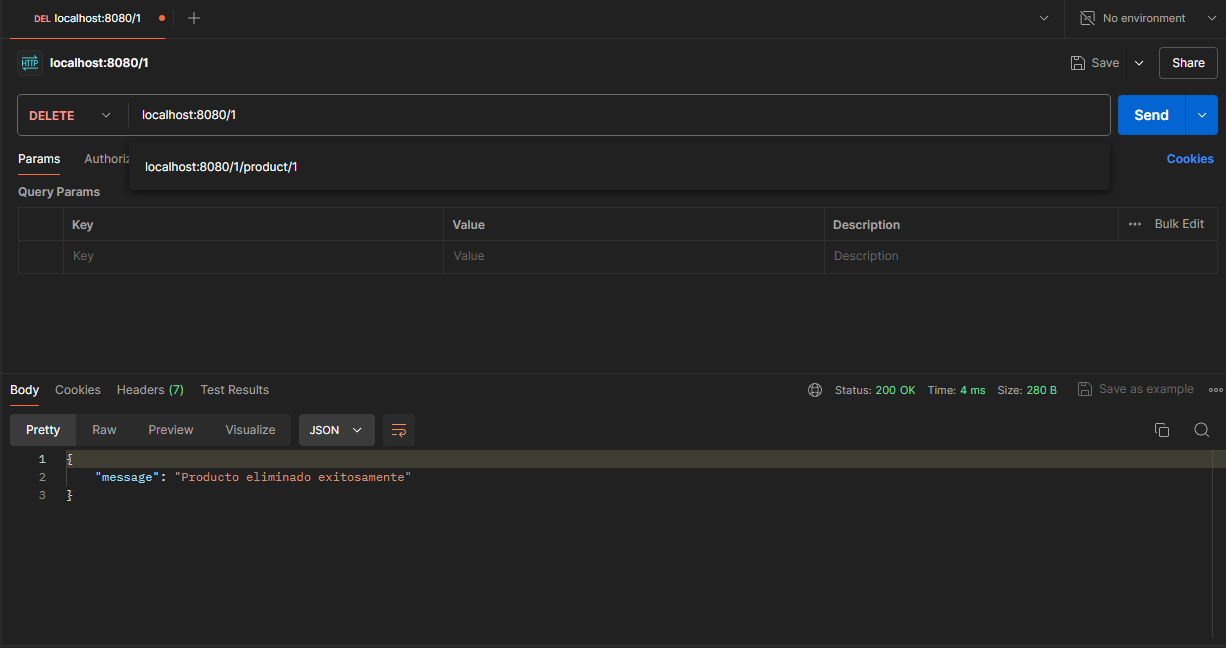 DEL localhost:8080/1
No environment
HTTP localhost:8080/1
Save
Share
DELETE
localhost:8080/1
Send
Params
Authoriz
localhost:8080/1/product/1
Cookies
Query Params
Key Value Description ••• Bulk Edit
Key Value Description
Body Cookies Headers (7) Test Results
Status: 200 OK Time: 4 ms Size: 280 B
Save as example
Pretty Raw Preview Visualize JSON
1 {
2 "message": "Producto eliminado exitosamente"
3 }